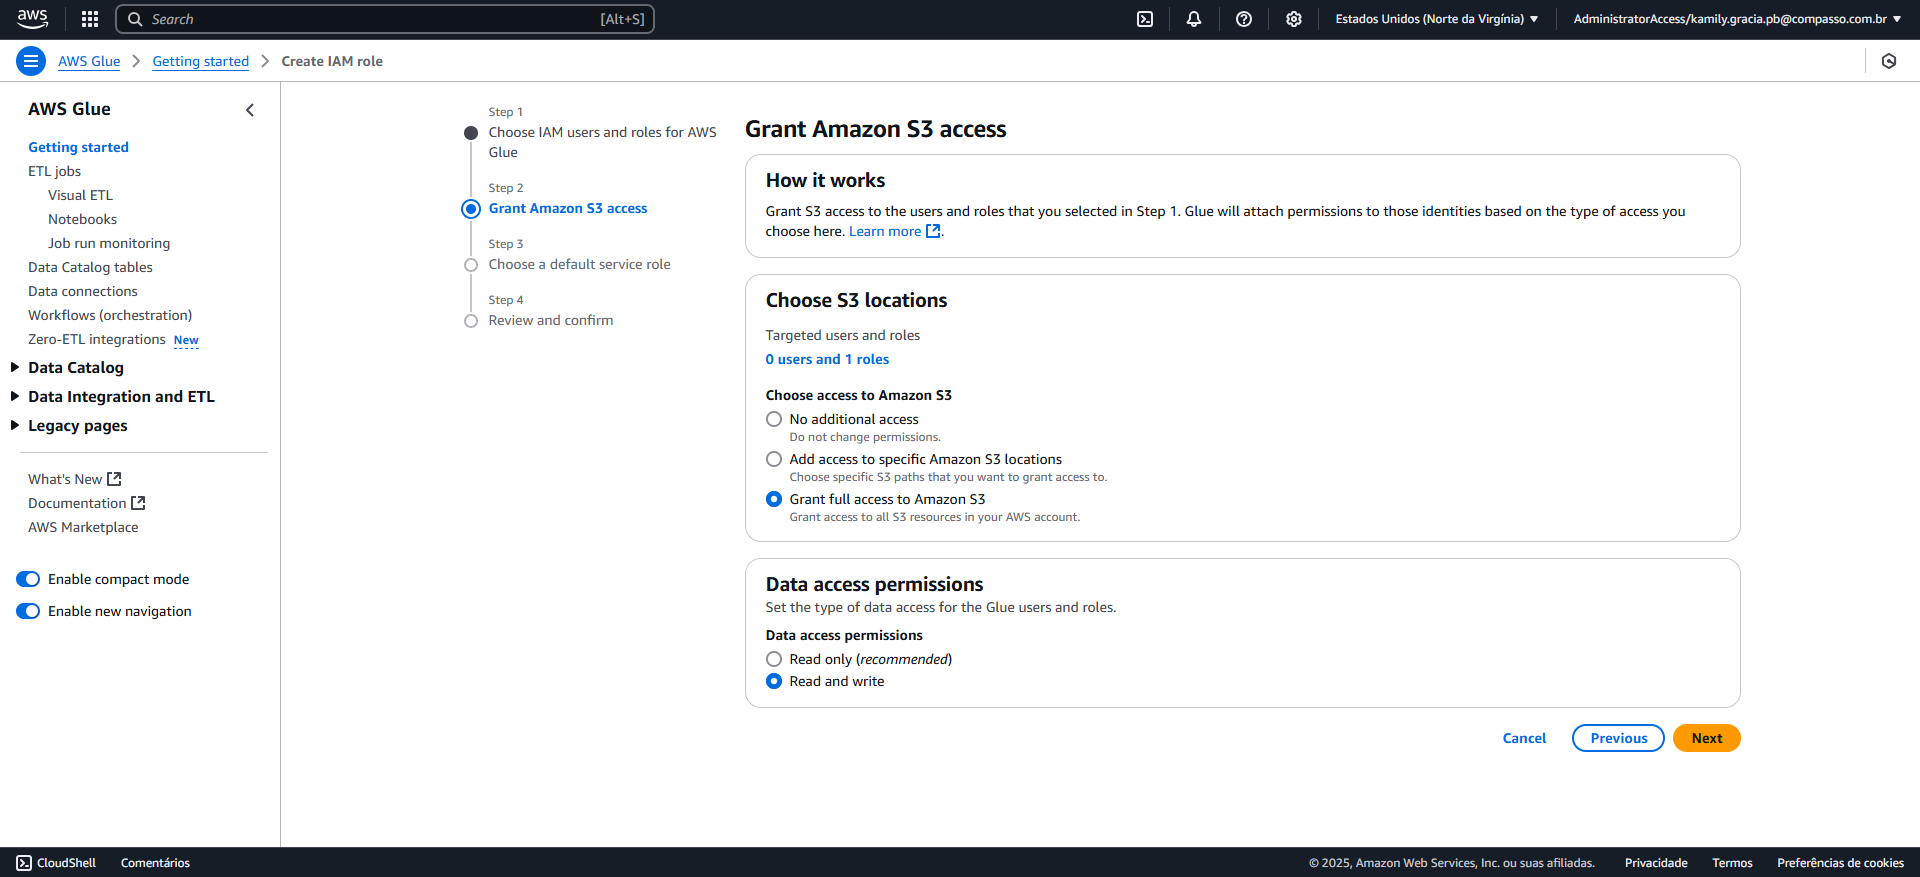 aws
Search
[Alt+S]
Estados Unidos (Norte da Virgínia)
AdministratorAccess/kamily.gracia.pb@compasso.com.br
AWS Glue
Getting started
Create IAM role
AWS Glue
Getting started
ETL jobs
Visual ETL
Notebooks
Job run monitoring
Data Catalog tables
Data connections
Workflows (orchestration)
Zero-ETL integrations New
Data Catalog
Data Integration and ETL
Legacy pages
What's New
Documentation
AWS Marketplace
Enable compact mode
Enable new navigation
Step 1
Choose IAM users and roles for AWS
Glue
Step 2
Grant Amazon S3 access
Step 3
Choose a default service role
Step 4
Review and confirm
Grant Amazon S3 access
How it works
Grant S3 access to the users and roles that you selected in Step 1. Glue will attach permissions to those identities based on the type of access you
choose here. Learn more.
Choose S3 locations
Targeted users and roles
0 users and 1 roles
Choose access to Amazon S3
No additional access
Do not change permissions.
Add access to specific Amazon S3 locations
Choose specific S3 paths that you want to grant access to.
Grant full access to Amazon S3
Grant access to all S3 resources in your AWS account.
Data access permissions
Set the type of data access for the Glue users and roles.
Data access permissions
Read only (recommended)
Read and write
Cancel
Previous
Next
CloudShell
Comentários
© 2025, Amazon Web Services, Inc. ou suas afiliadas.
Privacidade
Termos
Preferências de cookies